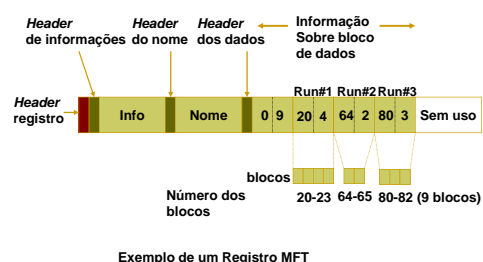 Header Header Header Informação
de informações do nome dos dados Sobre bloco
de dados
Run#1 Run#2 Run#3
Header
registro
Info Nome 0 9 20 4 64 2 80 3 Sem uso
blocos
Número dos 20-23 64-65 80-82 (9 blocos)
blocos
Exemplo de um Registro MFT